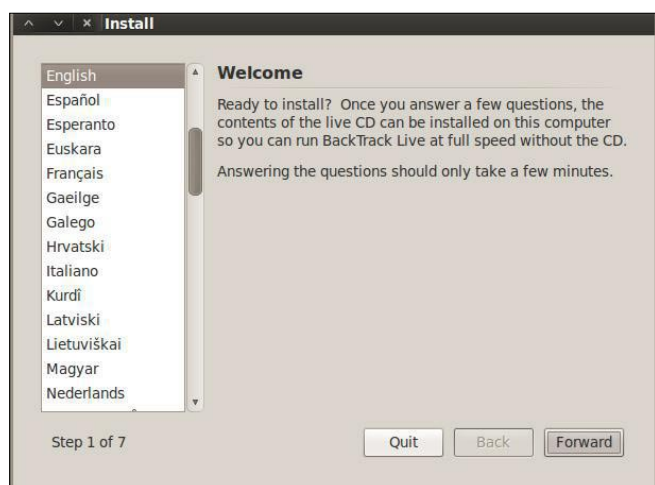 Install
English
Español
Esperanto
Euskara
Français
Gaeilge
Galego
Hrvatski
Italiano
Kurdî
Latviski
Lietuviškai
Magyar
Nederlands
Welcome
Ready to install? Once you answer a few questions, the
contents of the live CD can be installed on this computer
so you can run BackTrack Live at full speed without the CD.
Answering the questions should only take a few minutes.
Step 1 of 7
Quit
Back
Forward